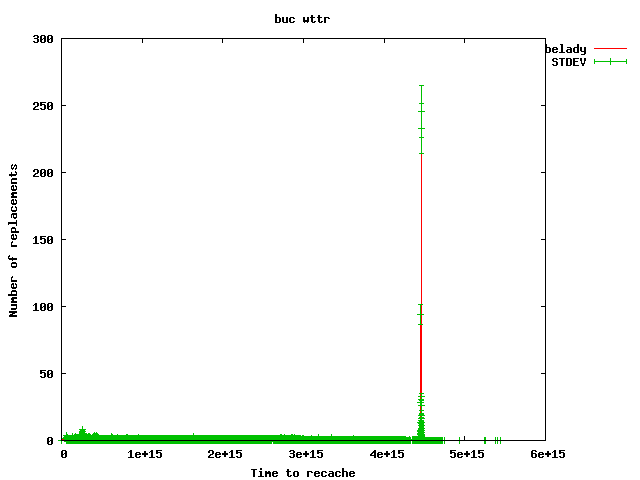 buc wttr
300
belady
STDEV
250
200
Number of replacements
150
100
50
0
0 1e+15 2e+15 3e+15 4e+15 5e+15 6e+15
Time to recache